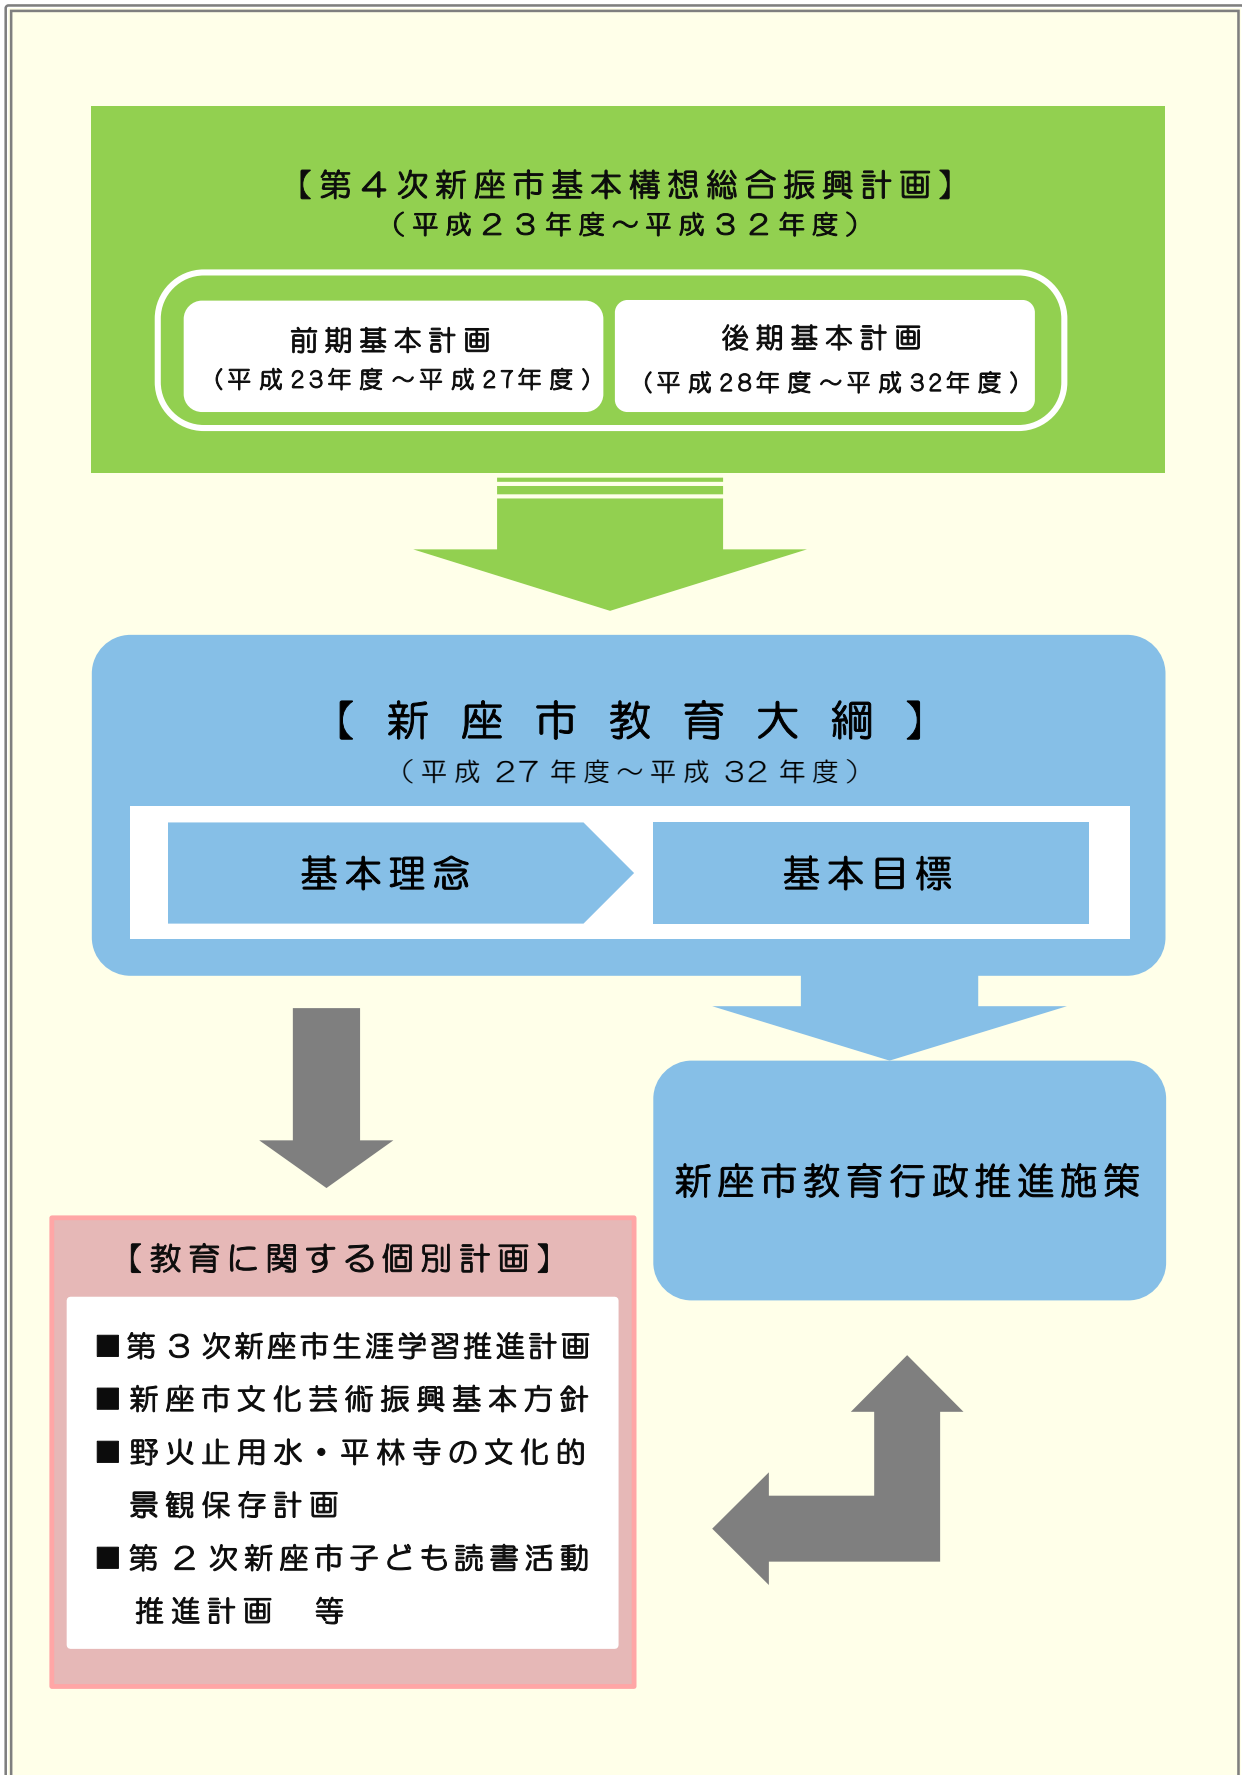 【第４次新座市基本構想総合振興計画】
（平成２３年度～平成３２年度）
前期基本計画
（平成23年度～平成27年度）
後期基本計画
（平成28年度～平成32年度）
【新座市教育大綱】
（平成27年度～平成32年度）
基本理念
基本目標
新座市教育行政推進施策
【教育に関する個別計画】
■第３次新座市生涯学習推進計画
■新座市文化芸術振興基本方針
■野火止用水・平林寺の文化的
景観保存計画
■第２次新座市子ども読書活動
推進計画　等